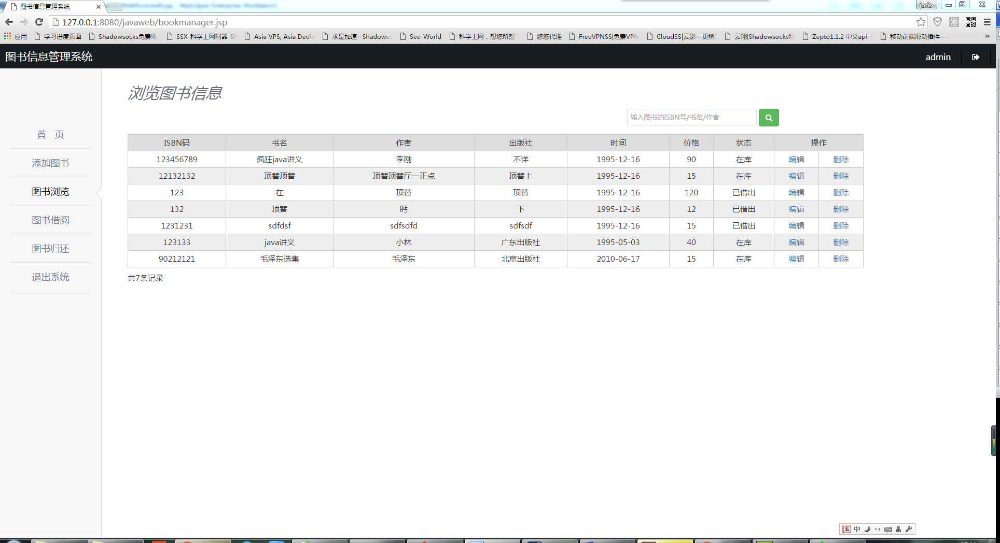 图书信息管理系统
joris
127.0.0.1:8080/javaweb/bookmanager.jsp
应用 学习进度页面 Shadowsocks免费账 SSX-科学上网利器-S Asia VPS, Asia Dedic 求是加速--Shadowso See-World 科学上网，想您所想！ 悠悠代理 FreeVPNSS|免费VPN CloudSS|云影—更稳 云翔|Shadowsocks科 Zepto1.1.2 中文api- 移动前端滑动插件—— »
图书信息管理系统 admin
浏览图书信息
输入图书的ISBN号/书名/作者
首 页
添加图书
图书浏览
图书借阅
图书归还
退出系统
ISBN码 书名 作者 出版社 时间 价格 状态 操作
123456789 疯狂java讲义 李刚 不详 1995-12-16 90 在库 编辑 删除
12132132 顶替顶替 顶替顶替厅一正点 顶替上 1995-12-16 15 在库 编辑 删除
123 在 顶替 顶替 1995-12-16 120 已借出 编辑 删除
132 顶替 眄 下 1995-12-16 12 已借出 编辑 删除
1231231 sdfdsf sdfsdfd sdfsdf 1995-12-16 15 已借出 编辑 删除
123133 java讲义 小林 广东出版社 1995-05-03 40 在库 编辑 删除
90212121 毛泽东选集 毛泽东 北京出版社 2010-06-17 15 在库 编辑 删除
共7条记录
五 中